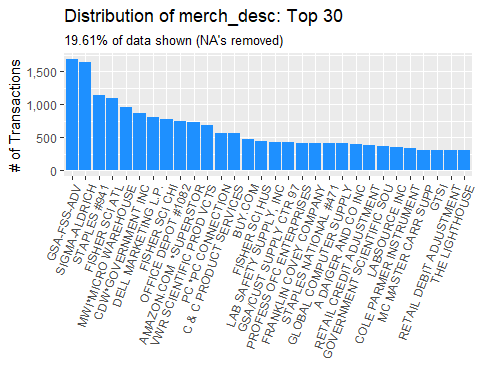 Distribution of merch_desc: Top 30
19.61% of data shown (NA's removed)
# of Transactions
1,500
1,000
500
0
GSA-FSS-ADV
SIGMA-ALDRICH
STAPLES #941
FISHER SCI ATL
MWI*MICRO WAREHOUSE
CDW*GOVERNMENT INC
DELL MARKETING L.P.
FISHER SCI CHI
OFFICE DEPOT #1082
AMAZON.COM *SUPERSTOR
VWR SCIENTIFIC PROD VCTS
PC *PC CONNECTION
C & C PRODUCT SERVICES
BUY.COM
FISHER SCI HUS
LAB SAFETY SUPPLY, INC
GSA/CUST SUPPLY CTR 97
PROFESS OFC ENTERPRISES
FRANKLIN COVEY COMPANY
STAPLES NATIONAL #471
GLOBAL COMPUTER SUPPLY
A DAIGER AND CO INC
RETAIL CREDIT ADJUSTMENT
GOVERNMENT SCIENTIFIC SOU
LABSOURCE INC
COLE PARMER INSTRUMENT
MC MASTER CARR SUPP
GTSI
RETAIL DEBIT ADJUSTMENT
THE LIGHTHOUSE